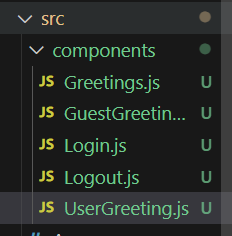 src
components
JS Greetings.js U
JS GuestGreetin... U
JS Login.js U
JS Logout.js U
JS UserGreeting.js U